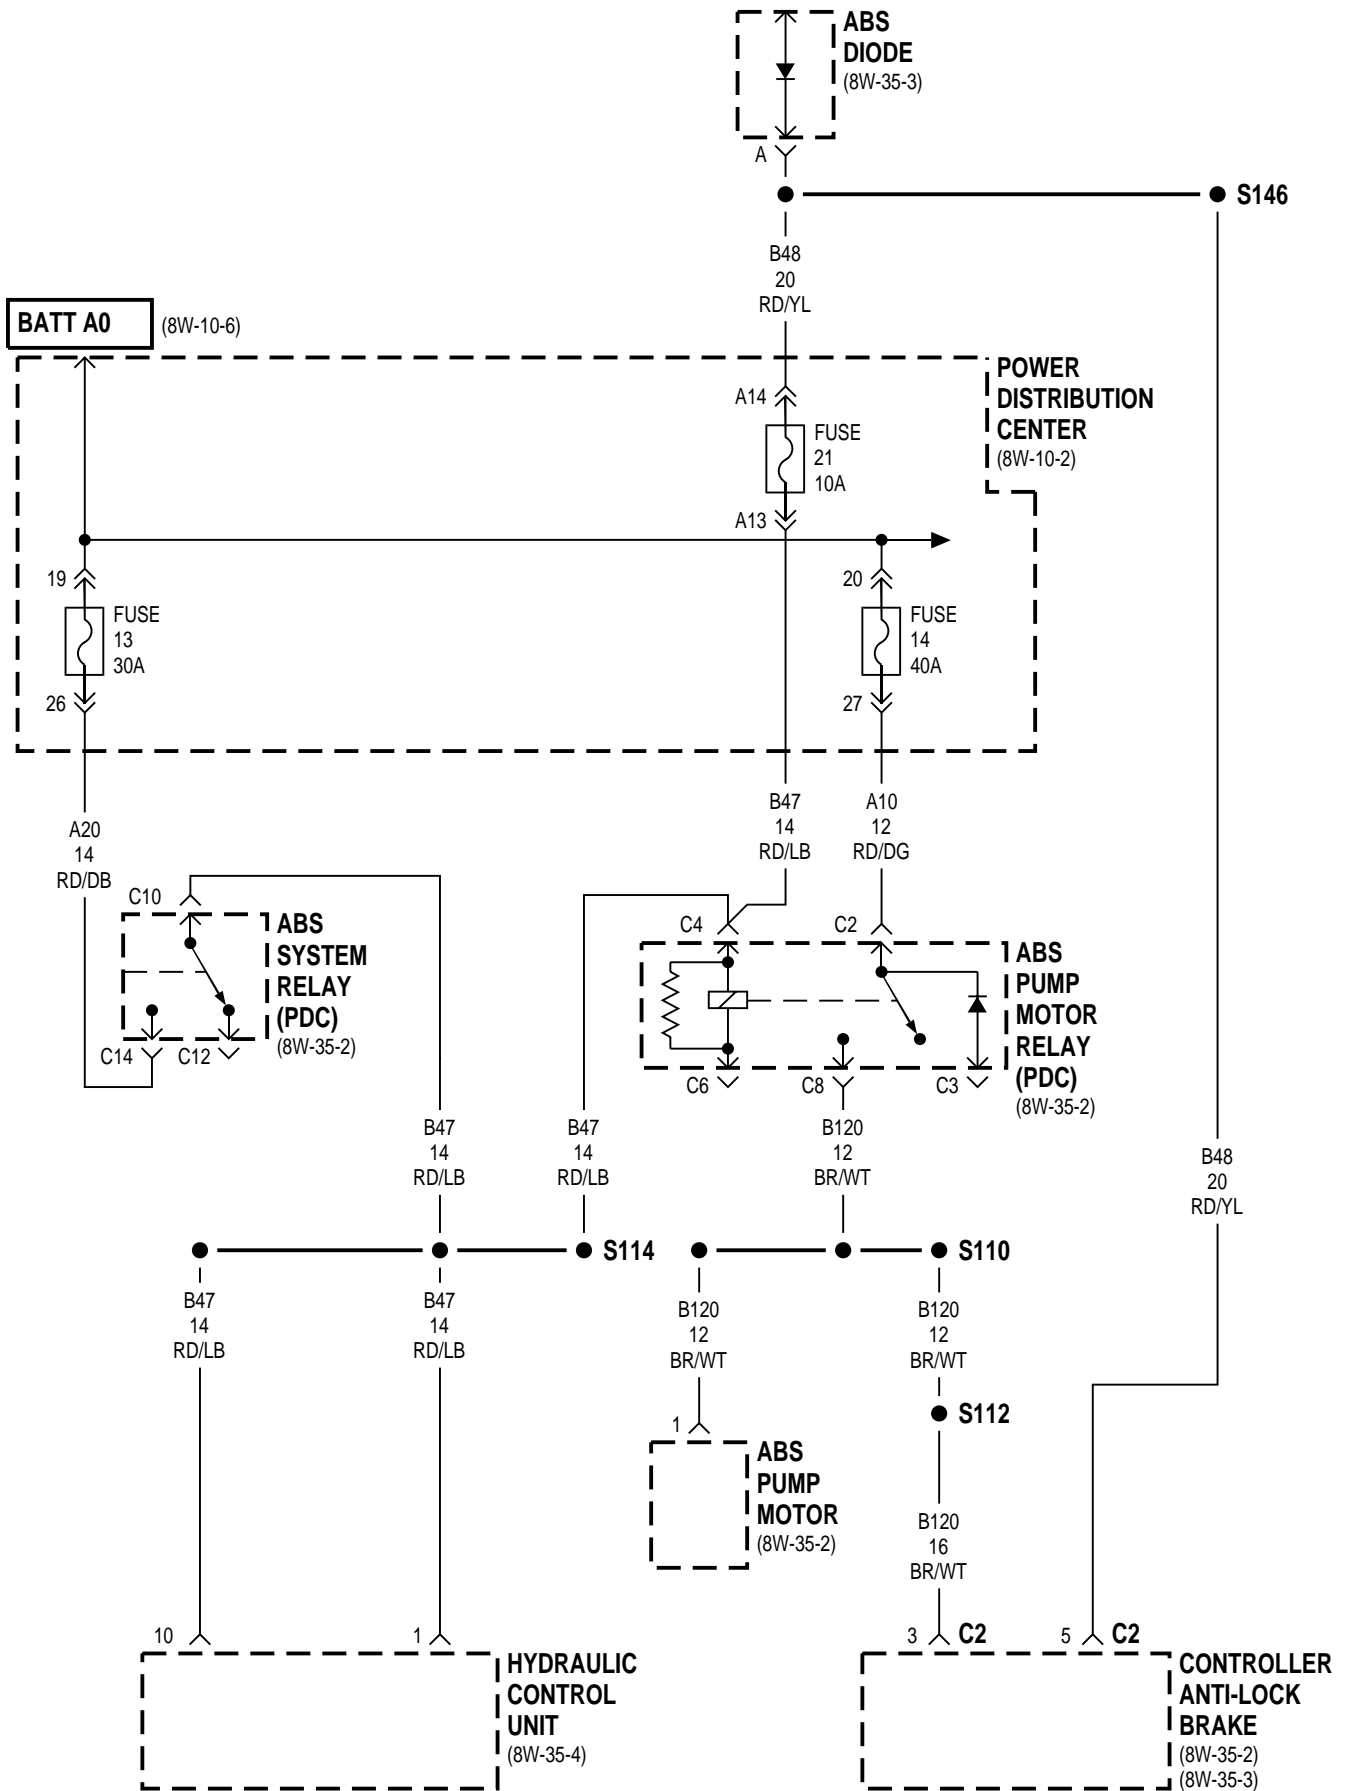 ABS
DIODE
(8W-35-3)
A
S146
B48
20
RD/YL
BATT A0
(8W-10-6)
POWER
DISTRIBUTION
CENTER
(8W-10-2)
A14
FUSE
21
10A
A13
19
FUSE
13
30A
26
20
FUSE
14
40A
27
A20
14
RD/DB
B47
14
RD/LB
A10
12
RD/DG
C10
ABS
SYSTEM
RELAY
(PDC)
(8W-35-2)
C14
C12
C4
C2
ABS
PUMP
MOTOR
RELAY
(PDC)
(8W-35-2)
C6
C8
C3
B47
14
RD/LB
B47
14
RD/LB
B120
12
BR/WT
B48
20
RD/YL
S114
S110
B47
14
RD/LB
B47
14
RD/LB
B120
12
BR/WT
B120
12
BR/WT
S112
1
ABS
PUMP
MOTOR
(8W-35-2)
B120
16
BR/WT
10
1
3
C2
5
C2
HYDRAULIC
CONTROL
UNIT
(8W-35-4)
CONTROLLER
ANTI-LOCK
BRAKE
(8W-35-2)
(8W-35-3)